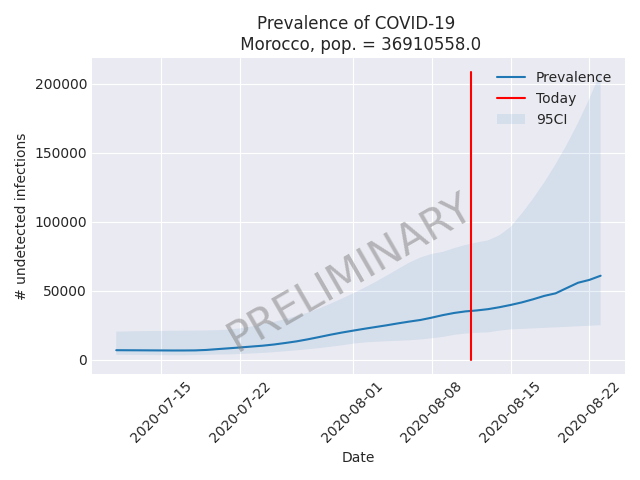 Prevalence of COVID-19
Morocco, pop. = 36910558.0
Prevalence
Today
95CI
200000
150000
100000
50000
0
# undetected infections
PRELIMINARY
2020-07-15
2020-07-22
2020-08-01
2020-08-08
2020-08-15
2020-08-22
Date